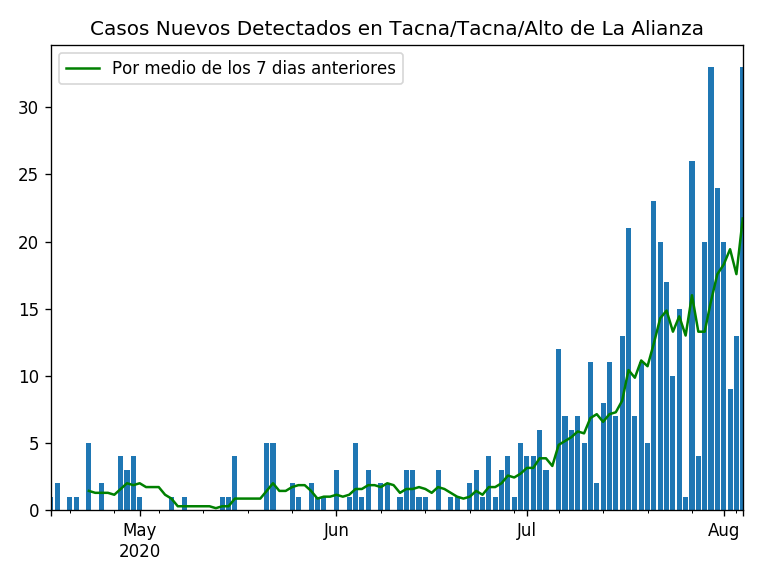 Casos Nuevos Detectados en Tacna/Tacna/Alto de La Alianza
Por medio de los 7 dias anteriores
30
25
20
15
10
5
0
May Jun Jul Aug
2020